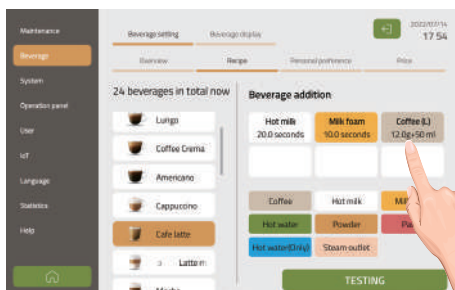 Maintenance
Beverage
System
Operation panel
User
IoT
Language
Statistics
Help
Beverage setting
Beverage display
2022/07/14
17 54
Overview
Recipe
Personal preference
Price
24 beverages in total now
Lungo
Coffee Crema
Americano
Cappuccino
Cafe latte
Latte m
Beverage addition
Hot milk
20.0 seconds
Milk foam
10.0 seconds
Coffee (L)
12.0g+50 ml
Coffee
Hot milk
Hot water
Powder
Hot water(Only)
Steam outlet
TESTING